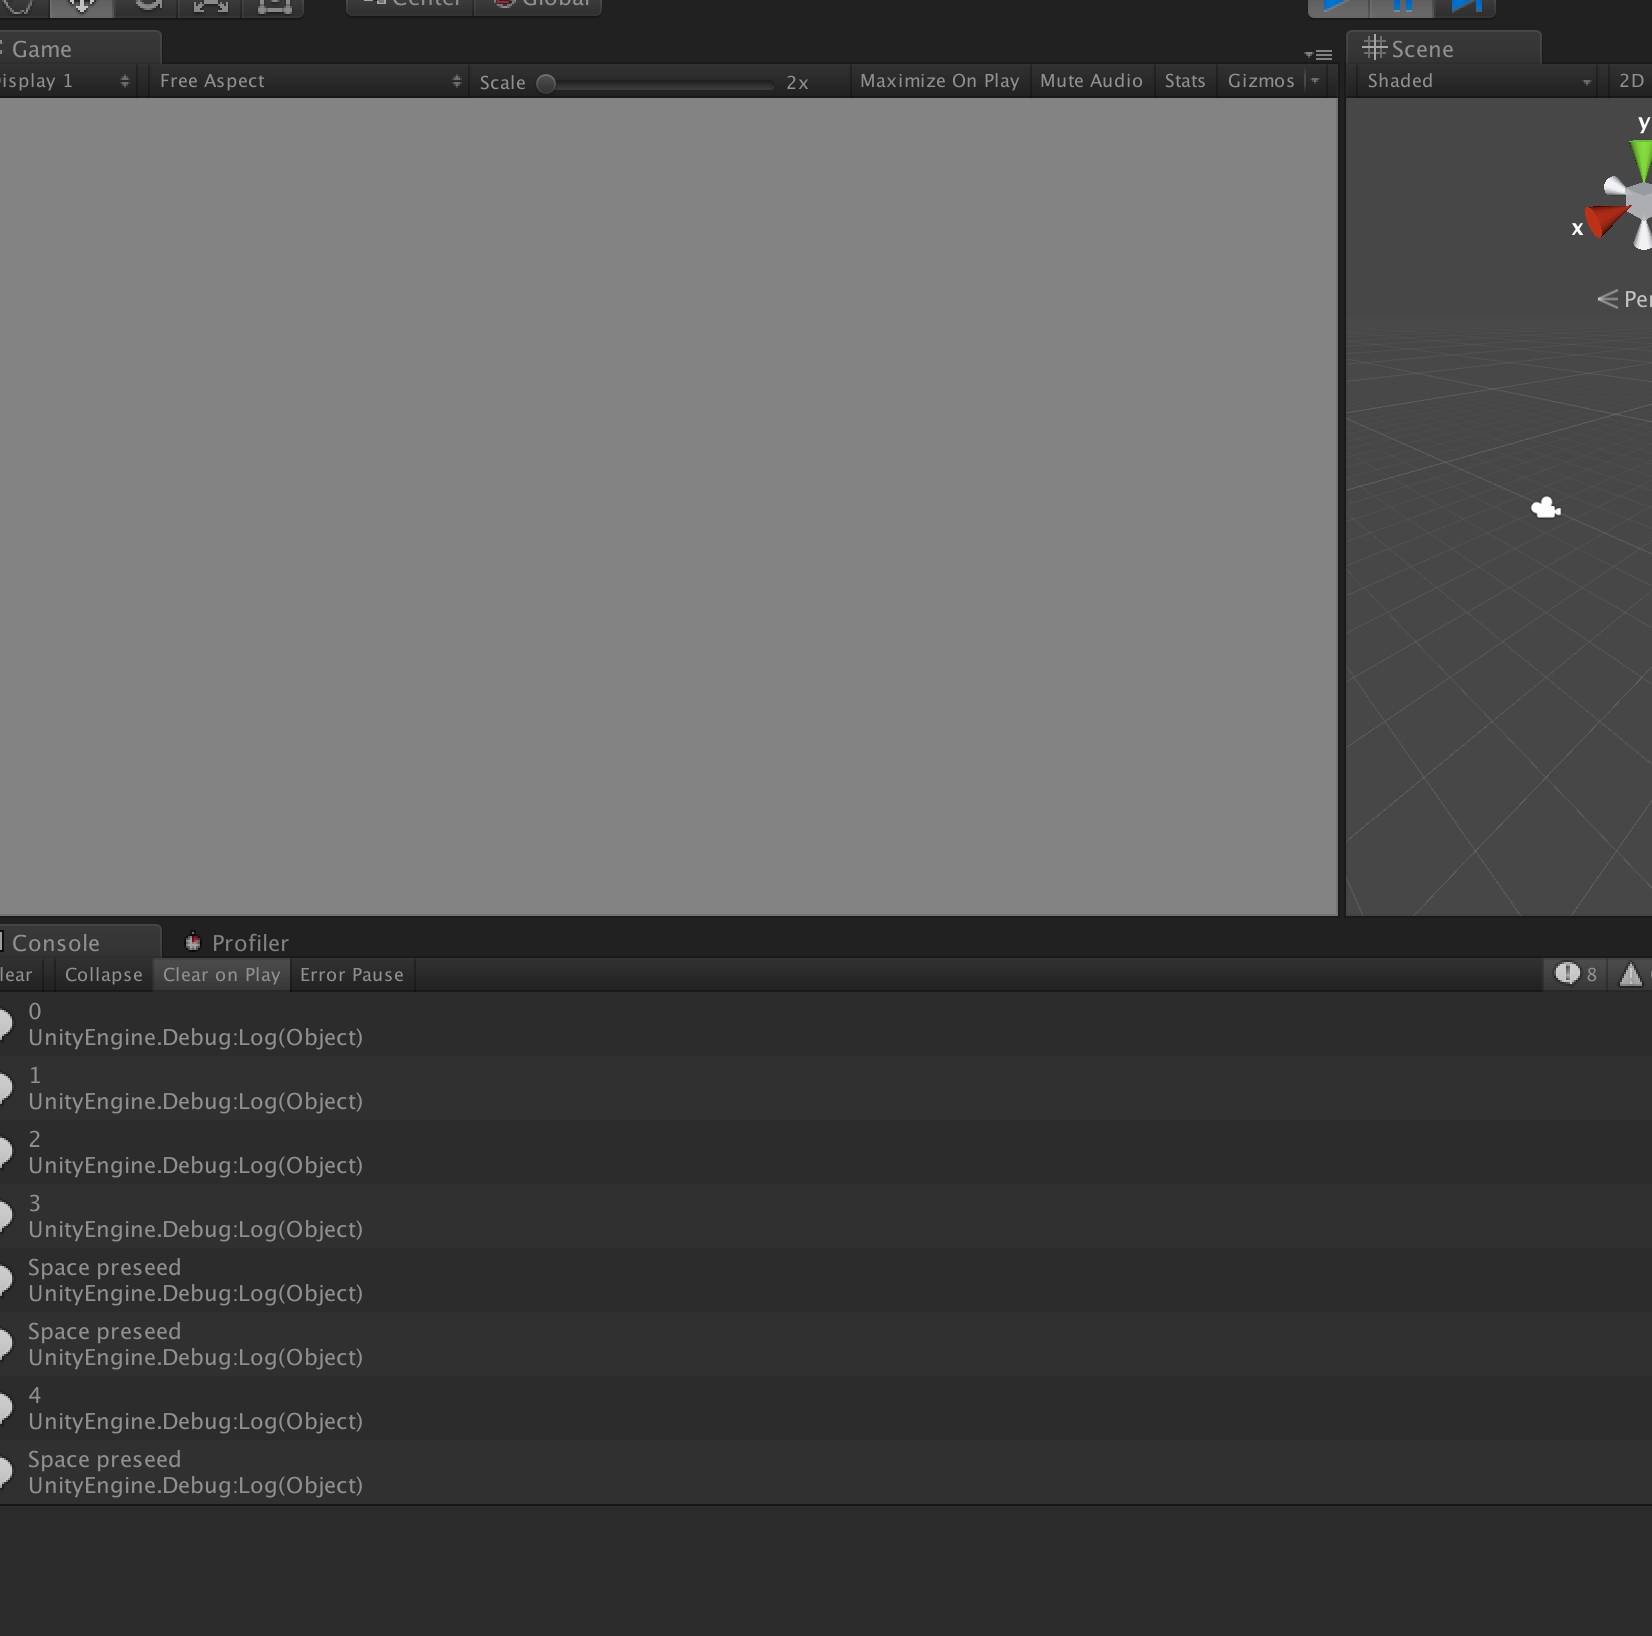 Center Global
Game
Scene
isplay 1 Free Aspect Scale 2x Maximize On Play Mute Audio Stats Gizmos
Shaded 2D
y
x
Per
Console Profiler
lear Collapse Clear on Play Error Pause 8
0
UnityEngine.Debug:Log(Object)
1
UnityEngine.Debug:Log(Object)
2
UnityEngine.Debug:Log(Object)
3
UnityEngine.Debug:Log(Object)
Space preseed
UnityEngine.Debug:Log(Object)
Space preseed
UnityEngine.Debug:Log(Object)
4
UnityEngine.Debug:Log(Object)
Space preseed
UnityEngine.Debug:Log(Object)